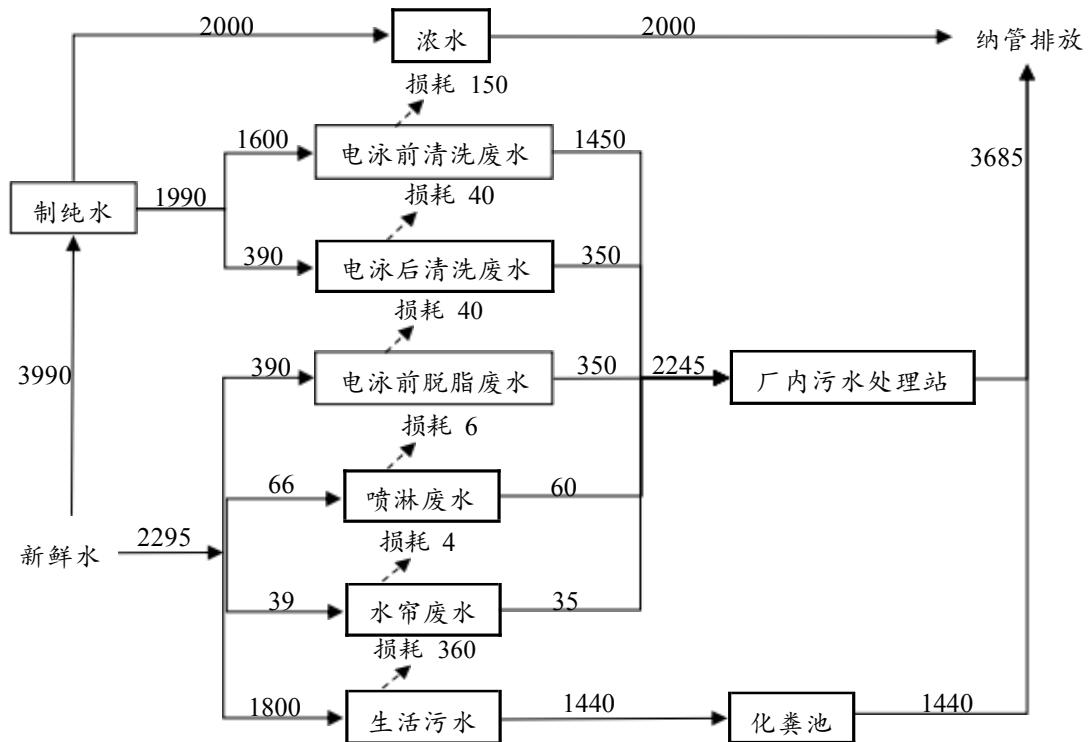 2000
浓水
2000
纳管排放
损耗 150
1600
电泳前清洗废水
1450
3685
制纯水
1990
损耗 40
390
电泳后清洗废水
350
损耗 40
3990
390
电泳前脱脂废水
350
2245
厂内污水处理站
损耗 6
66
喷淋废水
60
新鲜水
2295
损耗 4
39
水帘废水
35
损耗 360
1800
生活污水
1440
化粪池
1440